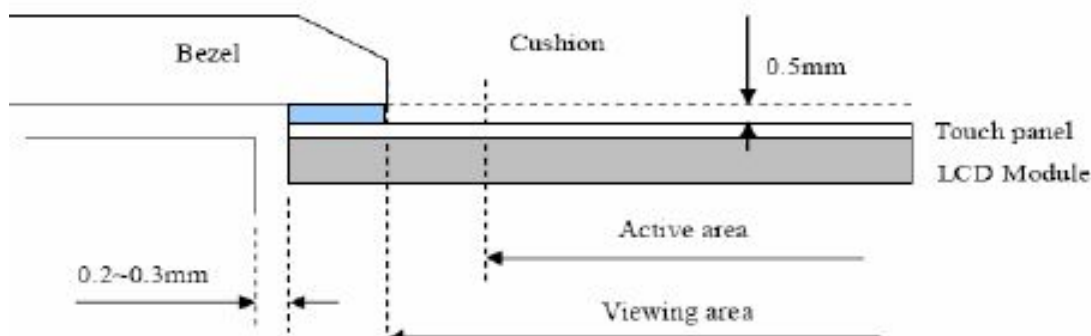 Cushion
Bezel
0.5mm
Touch panel
LCD Module
Active area
0.2~0.3mm
Viewing area